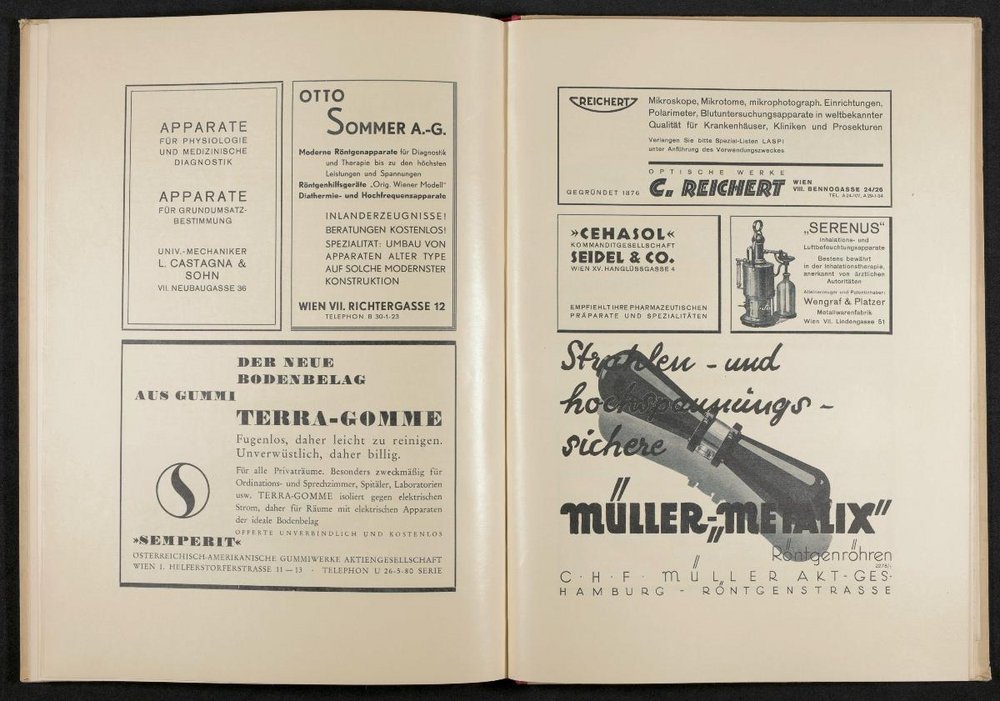 APPARATE
FÜR PHYSIOLOGIE
UND MEDIZINISCHE
DIAGNOSTIK
APPARATE
FÜR GRUNDUMSATZ-
BESTIMMUNG
UNIV.-MECHANIKER
L. CASTAGNA &
SOHN
VII. NEUBAUGASSE 36
OTTO
SOMMER A.-G.
Moderne Röntgenapparate für Diagnostik
und Therapie bis zu den höchsten
Leistungen und Spannungen
Röntgenhilfsgeräte „Orig. Wiener Modell"
Diathermie- und Hochfrequenzapparate
INLANDERZEUGNISSE!
BERATUNGEN KOSTENLOS!
SPEZIALITÄT: UMBAU VON
APPARATEN ALTER TYPE
AUF SOLCHE MODERNSTER
KONSTRUKTION
WIEN VII. RICHTERGASSE 12
TELEPHON B 30-1-23
DER NEUE
BODENBELAG
AUS GUMMI
TERRA-GOMME
Fugenlos, daher leicht zu reinigen.
Unverwüstlich, daher billig.
Für alle Privaträume. Besonders zweckmäßig für
Ordinations- und Sprechzimmer, Spitäler, Laboratorien
usw. TERRA-GOMME isoliert gegen elektrischen
Strom, daher für Räume mit elektrischen Apparaten
der ideale Bodenbelag
OFFERTE UNVERBINDLICH UND KOSTENLOS
»SEMPERIT«
ÖSTERREICHISCH-AMERIKANISCHE GUMMIWERKE AKTIENGESELLSCHAFT
WIEN I. HELFERSTORFERSTRASSE 11—13 · TELEPHON U 26-5-80 SERIE
REICHERT
Mikroskope, Mikrotome, mikrophotograph. Einrichtungen,
Polarimeter, Blutuntersuchungsapparate in weltbekannter
Qualität für Krankenhäuser, Kliniken und Prosekturen
Verlangen Sie bitte Spezial-Listen LÄSPI
unter Anführung des Verwendungszweckes
OPTISCHE WERKE
GEGRÜNDET 1876 C. REICHERT WIEN
VIII. BENNOGASSE 24/26
»CEHASOL«
KOMMANDITGESELLSCHAFT
SEIDEL & CO.
WIEN XV. HANGLÜSSGASSE 4
EMPFIEHLT IHRE PHARMAZEUTISCHEN
PRÄPARATE UND SPEZIALITÄTEN
„SERENUS"
Inhalations- und
Luftbefeuchtungsapparate
Bestens bewährt
in der Inhalationstherapie,
anerkannt von ärztlichen
Autoritäten
Alleinerzeuger und Patentinhaber:
Wengraf & Platzer
Metallwarenfabrik
Wien VII. Lindengasse 51
Strahlen- und
hochspannungs-
sichere
MÜLLER-„METALIX"
Röntgenröhren
C·H·F· MÜLLER AKT-GES·
HAMBURG - RÖNTGENSTRASSE